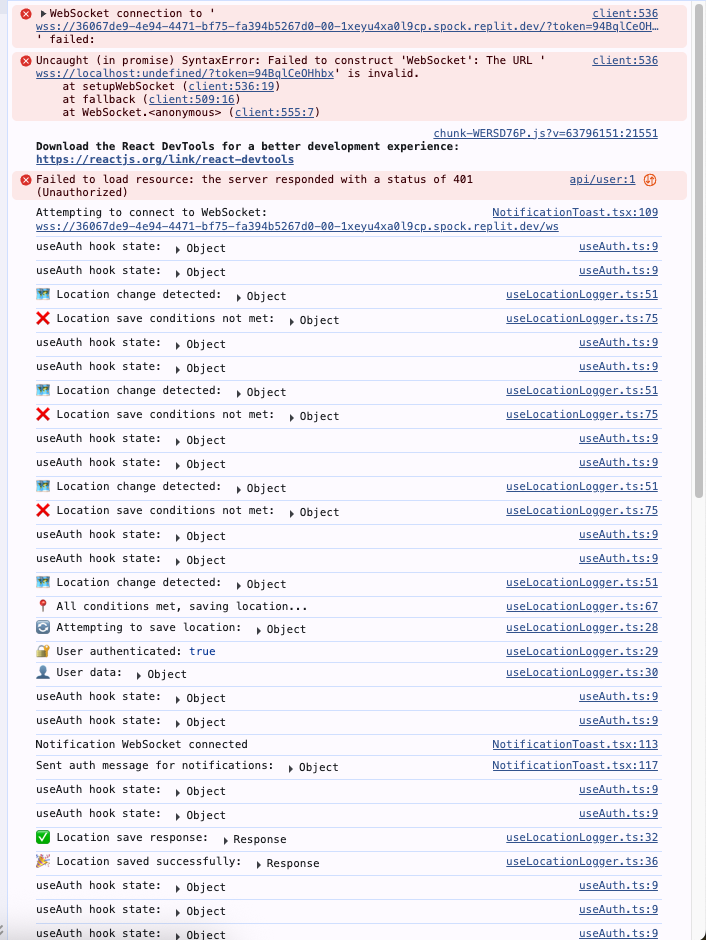 WebSocket connection to ' client:536
wss://36067de9-4e94-4471-bf75-fa394b5267d0-00-1xeyu4xa0l9cp.spock.replit.dev/?token=94BqlCeOH…
' failed:
Uncaught (in promise) SyntaxError: Failed to construct 'WebSocket': The URL ' client:536
wss://localhost:undefined/?token=94BqlCeOHhbx' is invalid.
at setupWebSocket (client:536:19)
at fallback (client:509:16)
at WebSocket.<anonymous> (client:555:7)
chunk-WERSD76P.js?v=63796151:21551
Download the React DevTools for a better development experience:
https://reactjs.org/link/react-devtools
Failed to load resource: the server responded with a status of 401 api/user:1
(Unauthorized)
Attempting to connect to WebSocket: NotificationToast.tsx:109
wss://36067de9-4e94-4471-bf75-fa394b5267d0-00-1xeyu4xa0l9cp.spock.replit.dev/ws
useAuth hook state: Object useAuth.ts:9
useAuth hook state: Object useAuth.ts:9
🗺️ Location change detected: Object useLocationLogger.ts:51
❌ Location save conditions not met: Object useLocationLogger.ts:75
useAuth hook state: Object useAuth.ts:9
useAuth hook state: Object useAuth.ts:9
🗺️ Location change detected: Object useLocationLogger.ts:51
❌ Location save conditions not met: Object useLocationLogger.ts:75
useAuth hook state: Object useAuth.ts:9
useAuth hook state: Object useAuth.ts:9
🗺️ Location change detected: Object useLocationLogger.ts:51
❌ Location save conditions not met: Object useLocationLogger.ts:75
useAuth hook state: Object useAuth.ts:9
useAuth hook state: Object useAuth.ts:9
🗺️ Location change detected: Object useLocationLogger.ts:51
📍 All conditions met, saving location... useLocationLogger.ts:67
🔄 Attempting to save location: Object useLocationLogger.ts:28
🔐 User authenticated: true useLocationLogger.ts:29
👤 User data: Object useLocationLogger.ts:30
useAuth hook state: Object useAuth.ts:9
useAuth hook state: Object useAuth.ts:9
Notification WebSocket connected NotificationToast.tsx:113
Sent auth message for notifications: Object NotificationToast.tsx:117
useAuth hook state: Object useAuth.ts:9
useAuth hook state: Object useAuth.ts:9
✅ Location save response: Response useLocationLogger.ts:32
🎉 Location saved successfully: Response useLocationLogger.ts:36
useAuth hook state: Object useAuth.ts:9
useAuth hook state: Object useAuth.ts:9
useAuth hook state: Object useAuth.ts:9